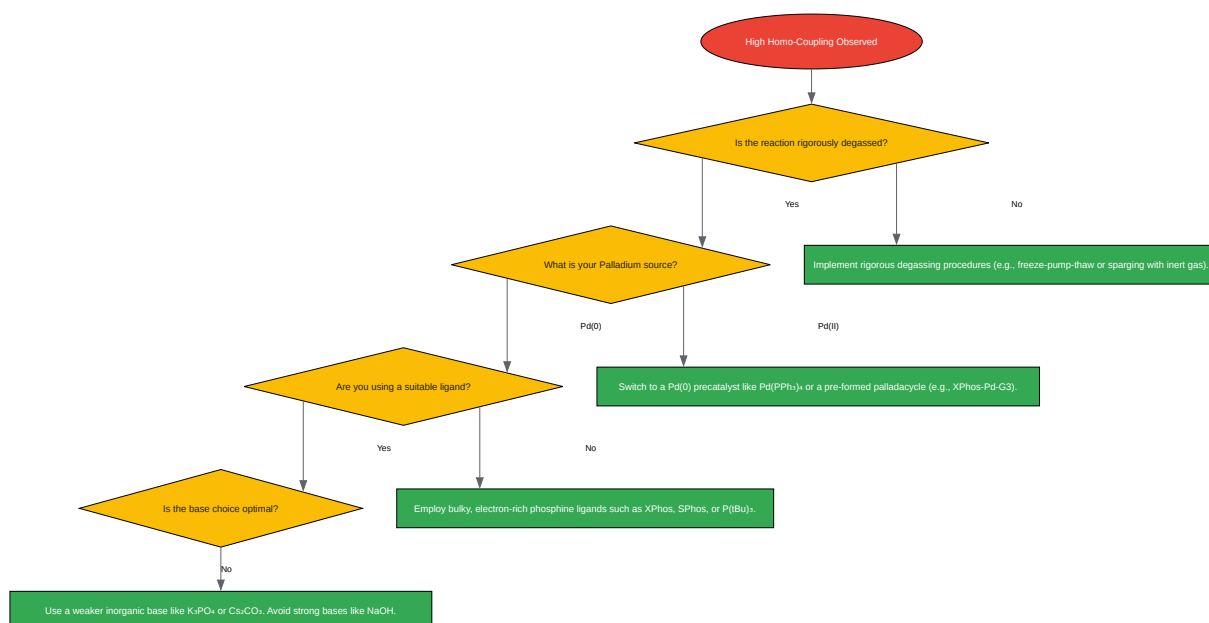 High Homo-Coupling Observed
Is the reaction rigorously degassed?
Yes
No
What is your Palladium source?
Implement rigorous degassing procedures (e.g., freeze-pump-thaw or sparging with inert gas).
Pd(0)
Pd(II)
Are you using a suitable ligand?
Switch to a Pd(0) precatalyst like Pd(PPh₃)₄ or a pre-formed palladacycle (e.g., XPhos-Pd-G3).
Yes
No
Is the base choice optimal?
Employ bulky, electron-rich phosphine ligands such as XPhos, SPhos, or P(tBu)₃.
No
Use a weaker inorganic base like K₃PO₄ or Cs₂CO₃. Avoid strong bases like NaOH.